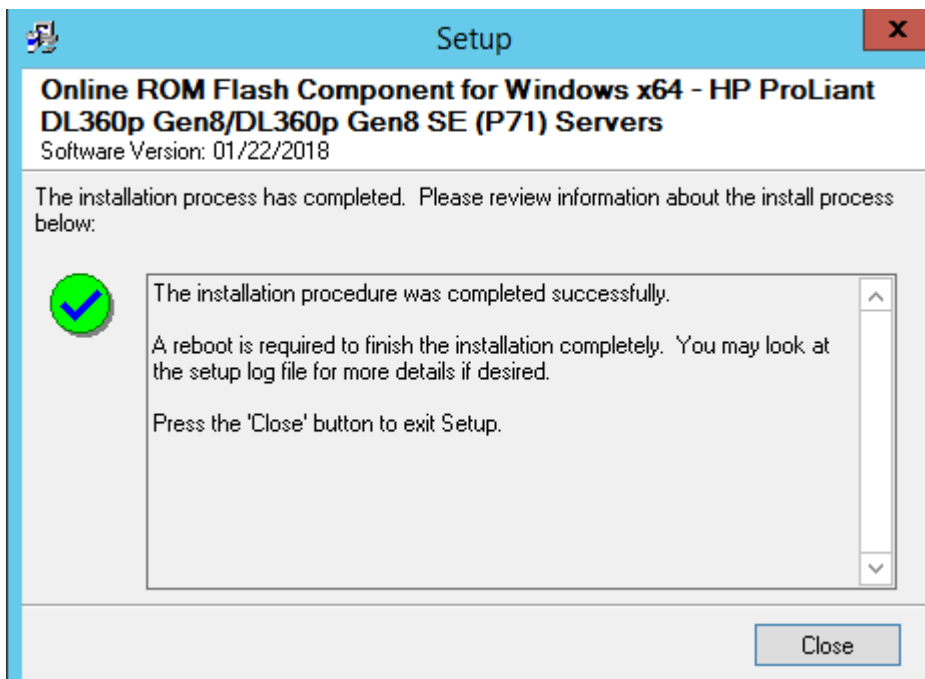 Setup
x
Online ROM Flash Component for Windows x64 - HP ProLiant
DL360p Gen8/DL360p Gen8 SE (P71) Servers
Software Version: 01/22/2018
The installation process has completed.  Please review information about the install process
below:
The installation procedure was completed successfully.
A reboot is required to finish the installation completely.  You may look at
the setup log file for more details if desired.
Press the 'Close' button to exit Setup.
Close